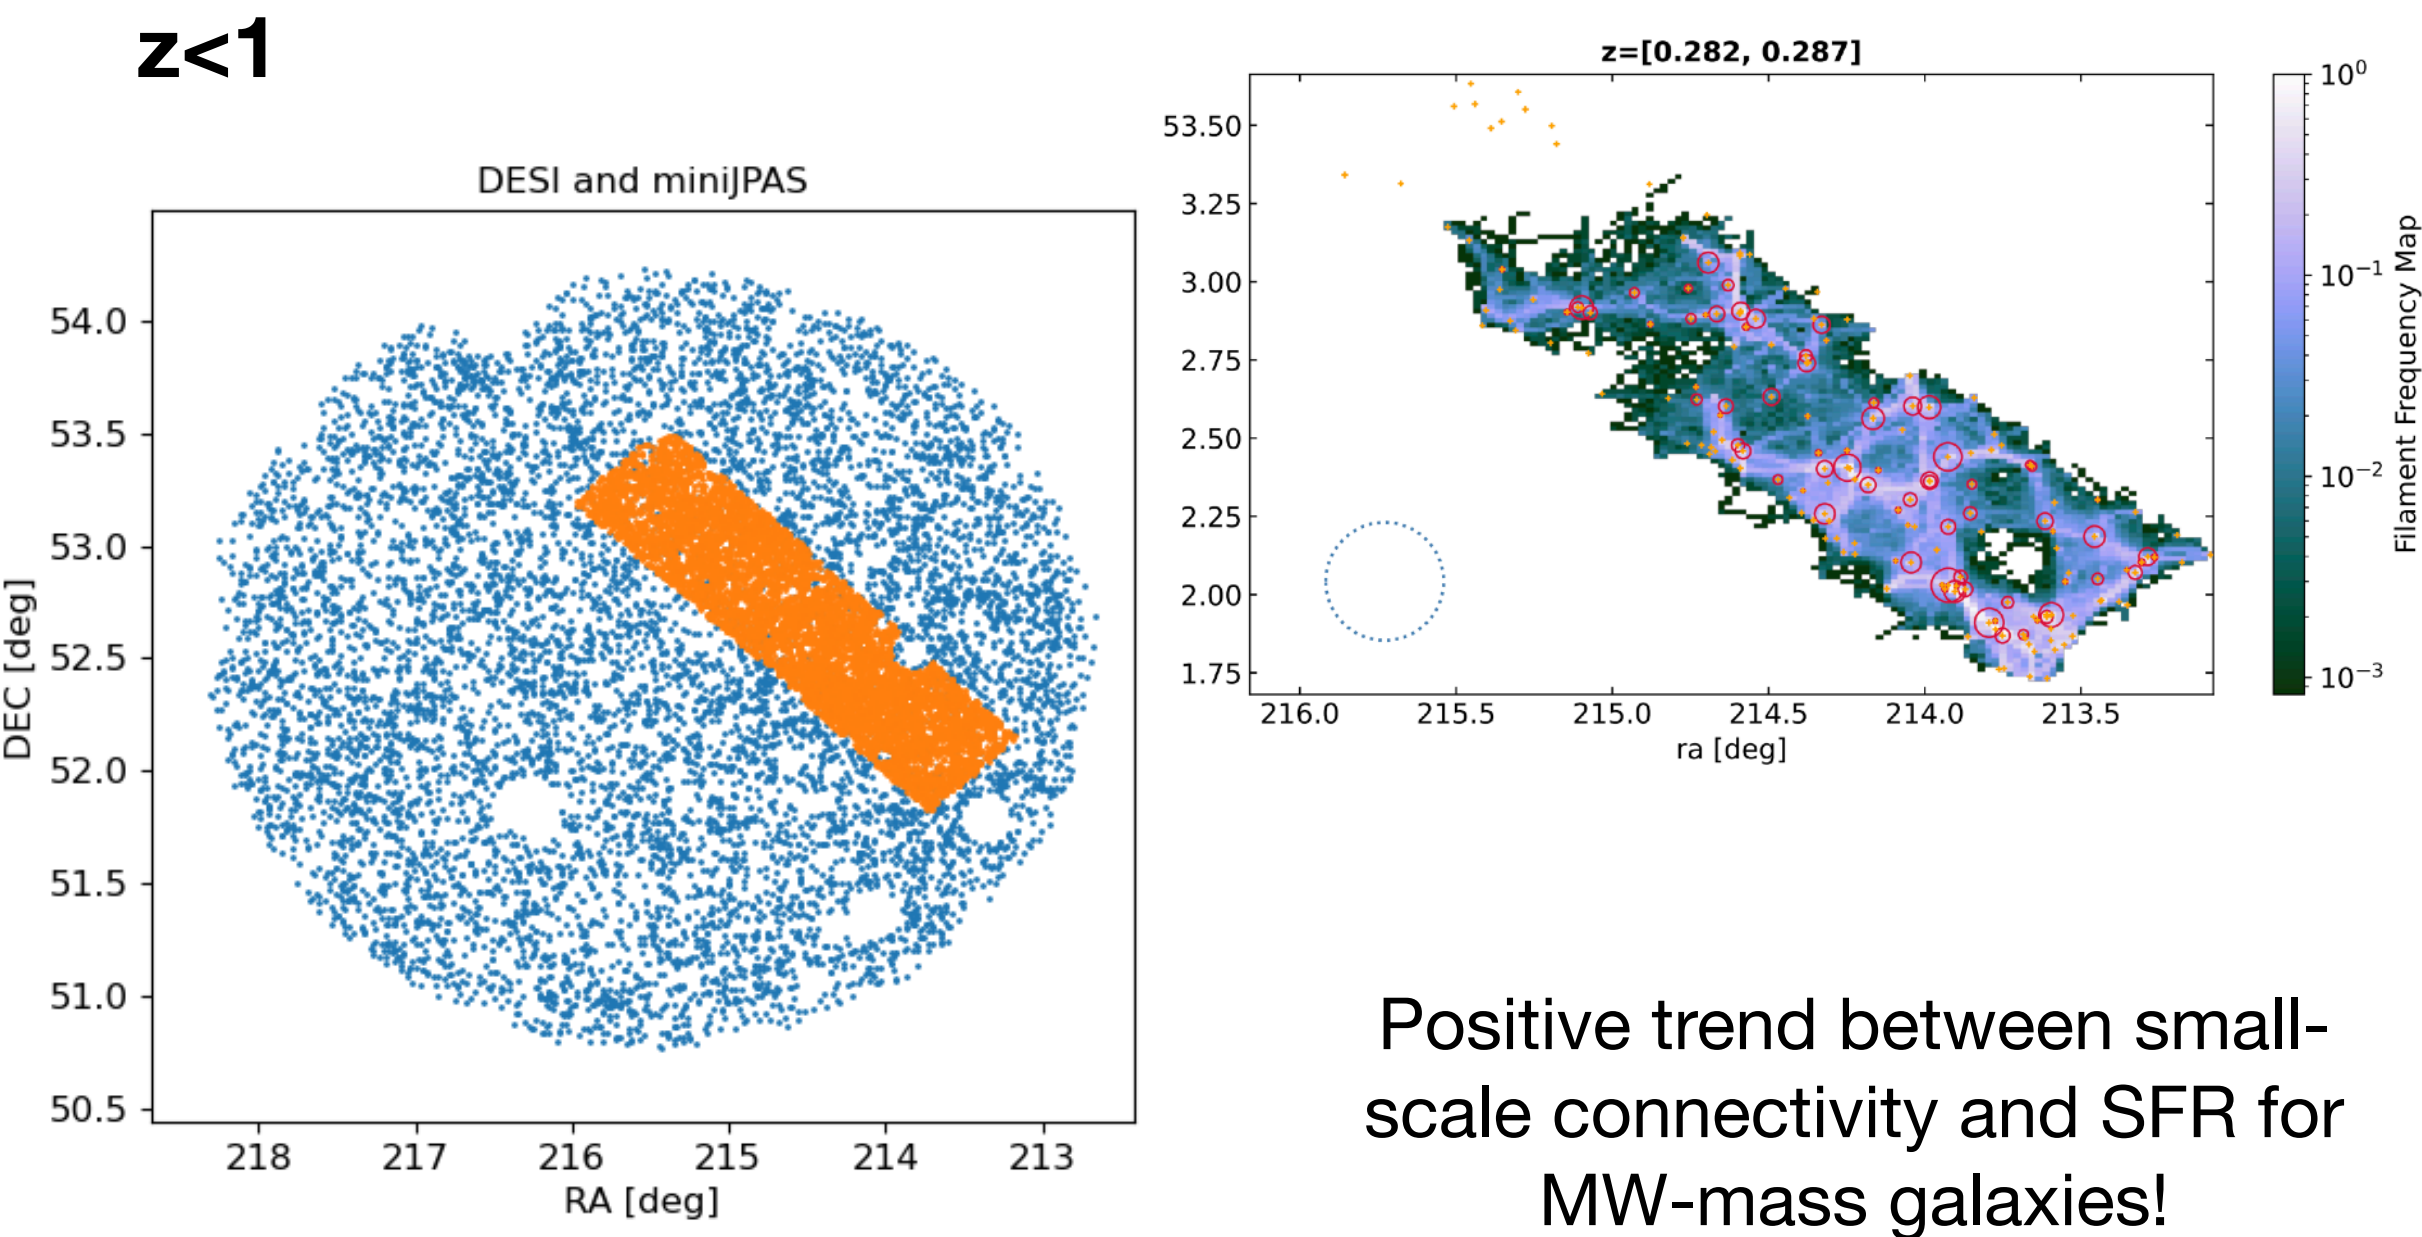 z<1
DESI and miniJPAS
DEC [deg]
54.0
53.5
53.0
52.5
52.0
51.5
51.0
50.5
218 217 216 215 214 213
RA [deg]
z=[0.282, 0.287]
53.50
3.25
3.00
2.75
2.50
2.25
2.00
1.75
216.0 215.5 215.0 214.5 214.0 213.5
ra [deg]
10⁰
10⁻¹
10⁻²
10⁻³
Filament Frequency Map
Positive trend between small-
scale connectivity and SFR for
MW-mass galaxies!